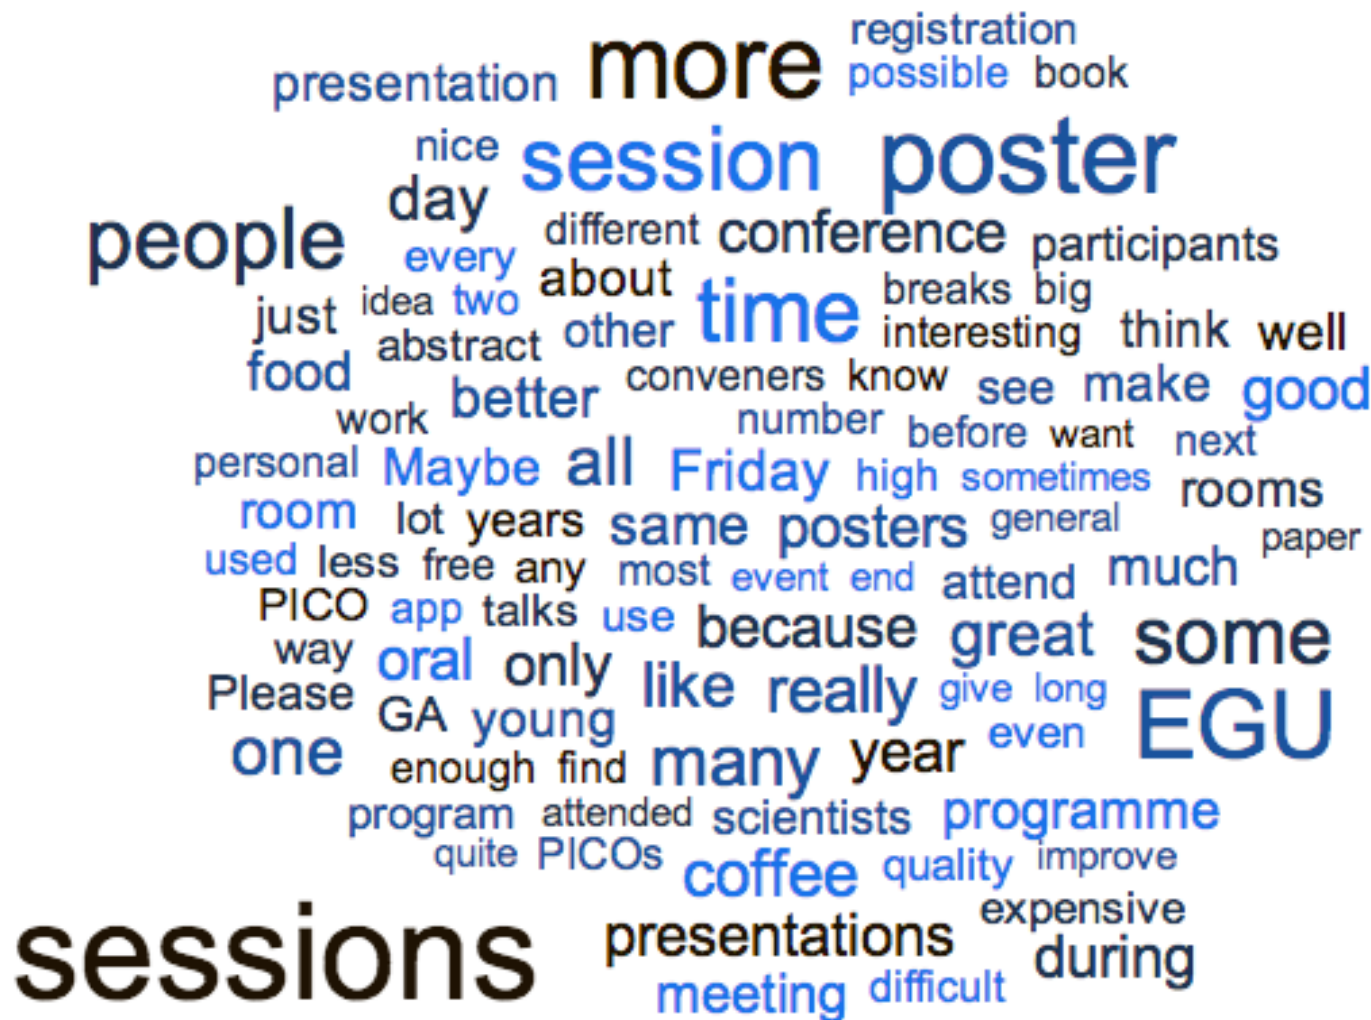 registration
presentation more possible book
nice session poster
day
people different conference participants
every about
just idea two time breaks big
abstract other interesting think well
food better conveners know see make good
work number before want next
personal Maybe all Friday high sometimes rooms
room lot years same posters general paper
used less free any most event end attend much
PICO app talks use because great some
way oral only like really give long
Please GA young even EGU
one enough find many year
program attended scientists programme
quite PICOs coffee quality improve
sessions presentations expensive
during
meeting difficult